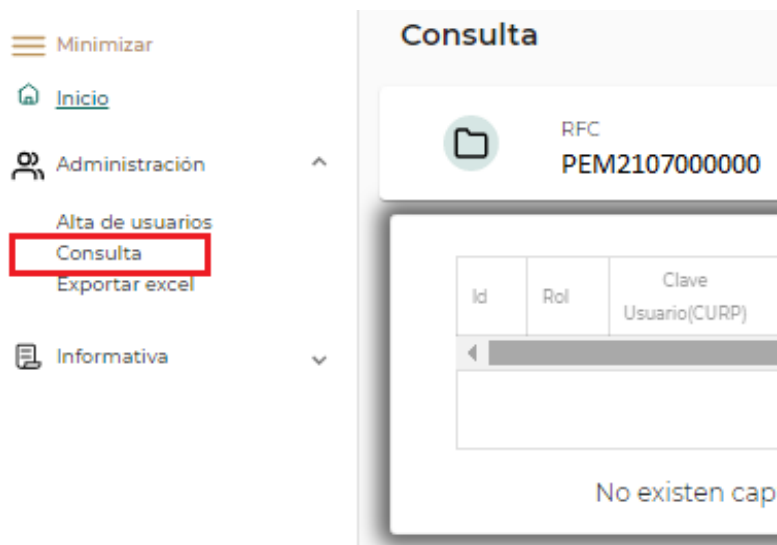 Minimizar
Inicio
Administración
Alta de usuarios
Consulta
Exportar excel
Informativa
Consulta
RFC
PEM2107000000
Id
Rol
Clave
Usuario(CURP)
No existen cap